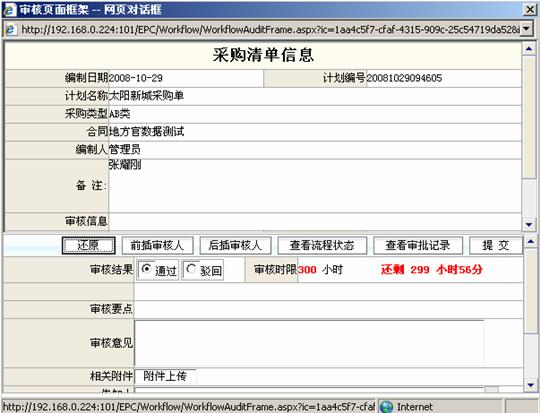 审核页面框架 -- 网页对话框
http://192.168.0.224:101/EPC/Workflow/WorkflowAuditFrame.aspx?ic=1aa4c5f7-cfaf-4315-909c-25c54719da52&
采购清单信息
编制日期 2008-10-29 计划编号 20081029094605
计划名称 太阳新城采购单
采购类型 AB类
合同 地方官数据测试
编制人 管理员
备 注: 张耀刚
审核信息
还原 前插审核人 后插审核人 查看流程状态 查看审批记录 提 交
审核结果 通过 驳回 审核时限 300 小时 还剩 299 小时56分
审核要点
审核意见
相关附件 附件上传
http://192.168.0.224:101/EPC/Workflow/WorkflowAuditFrame.aspx?ic=1aa4c5f7-cfaf Internet